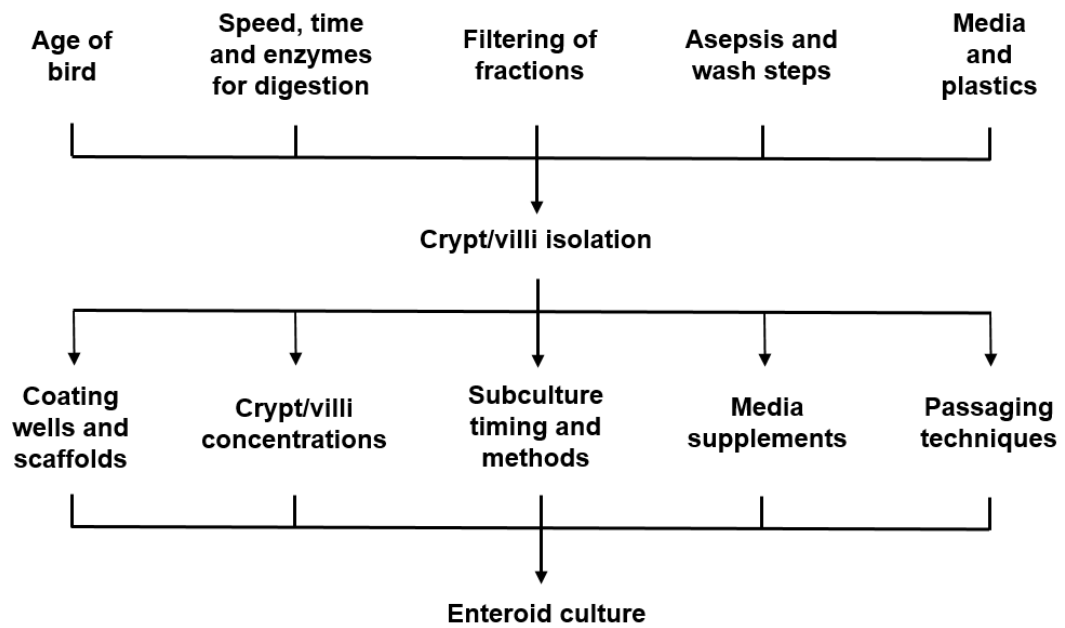 Age of
bird
Speed, time
and enzymes
for digestion
Filtering of
fractions
Asepsis and
wash steps
Media
and
plastics
Crypt/villi isolation
Coating
wells and
scaffolds
Crypt/villi
concentrations
Subculture
timing and
methods
Media
supplements
Passaging
techniques
Enteroid culture